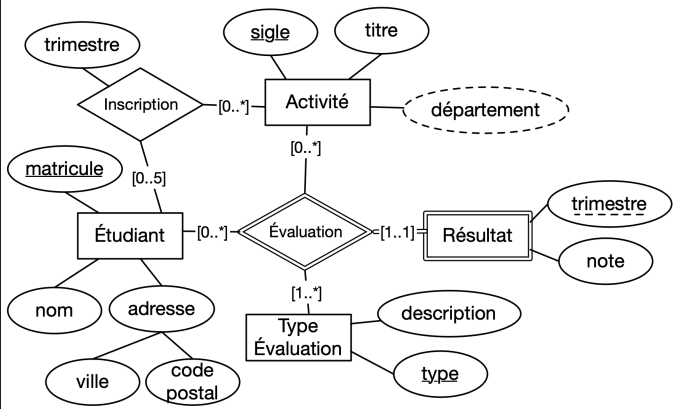 sigle
titre
trimestre
Inscription
[0..*]
Activité
département
[0..*]
matricule
[0..5]
trimestre
Étudiant
[0..*]
Évaluation
[1..1]
Résultat
note
[1..*]
nom
adresse
description
Type
Évaluation
ville
code
postal
type